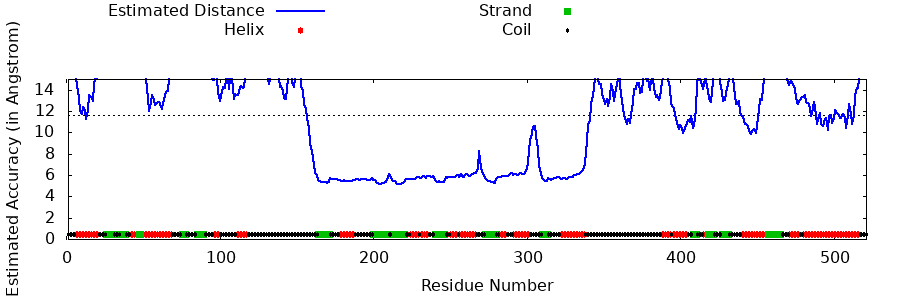 Estimated Distance Strand
Helix Coil
Estimated Accuracy (in Angstrom)
14
12
10
8
6
4
2
0
0 100 200 300 400 500
Residue Number